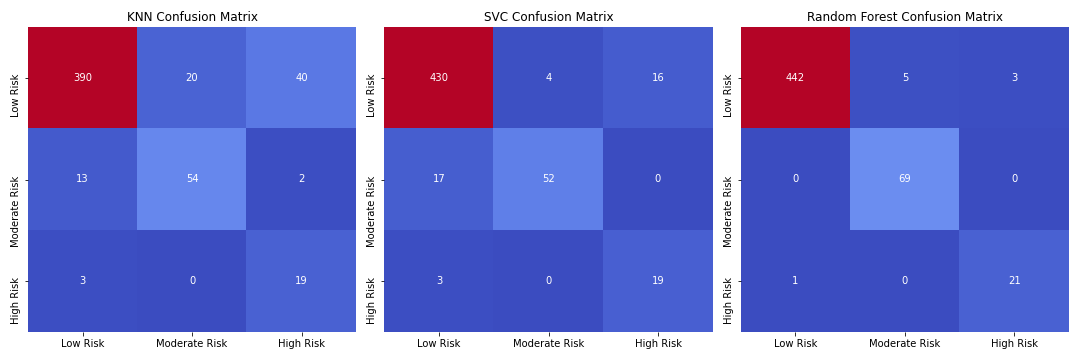 KNN Confusion Matrix
Low Risk
390 20 40
Moderate Risk
13 54 2
High Risk
3 0 19
Low Risk Moderate Risk High Risk
SVC Confusion Matrix
Low Risk
430 4 16
Moderate Risk
17 52 0
High Risk
3 0 19
Low Risk Moderate Risk High Risk
Random Forest Confusion Matrix
Low Risk
442 5 3
Moderate Risk
0 69 0
High Risk
1 0 21
Low Risk Moderate Risk High Risk